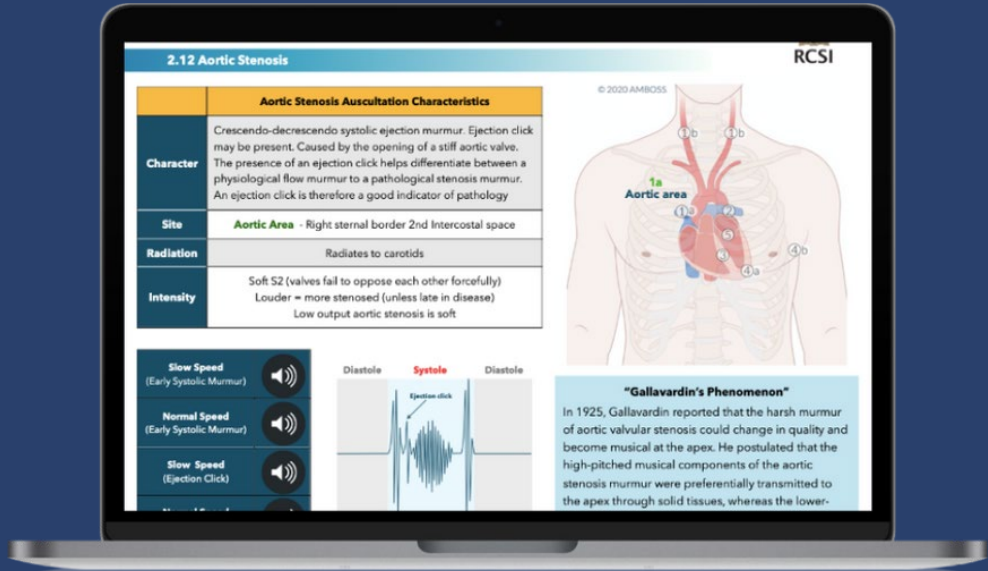 2.12 Aortic Stenosis
RCSI
Aortic Stenosis Auscultation Characteristics
Character
Crescendo-decrescendo systolic ejection murmur. Ejection click
may be present. Caused by the opening of a stiff aortic valve.
The presence of an ejection click helps differentiate between a
physiological flow murmur to a pathological stenosis murmur.
An ejection click is therefore a good indicator of pathology
Site
Aortic Area - Right sternal border 2nd Intercostal space
Radiation
Radiates to carotids
Intensity
Soft S2 (valves fail to oppose each other forcefully)
Louder = more stenosed (unless late in disease)
Low output aortic stenosis is soft
© 2020 AMBOSS
1b
1b
1a
Aortic area
1a
2
5
3
4a
4b
Slow Speed
(Early Systolic Murmur)
Normal Speed
(Early Systolic Murmur)
Slow Speed
(Ejection Click)
Diastole
Systole
Diastole
Ejection click
"Gallavardin's Phenomenon"
In 1925, Gallavardin reported that the harsh murmur
of aortic valvular stenosis could change in quality and
become musical at the apex. He postulated that the
high-pitched musical components of the aortic
stenosis murmur were preferentially transmitted to
the apex through solid tissues, whereas the lower-